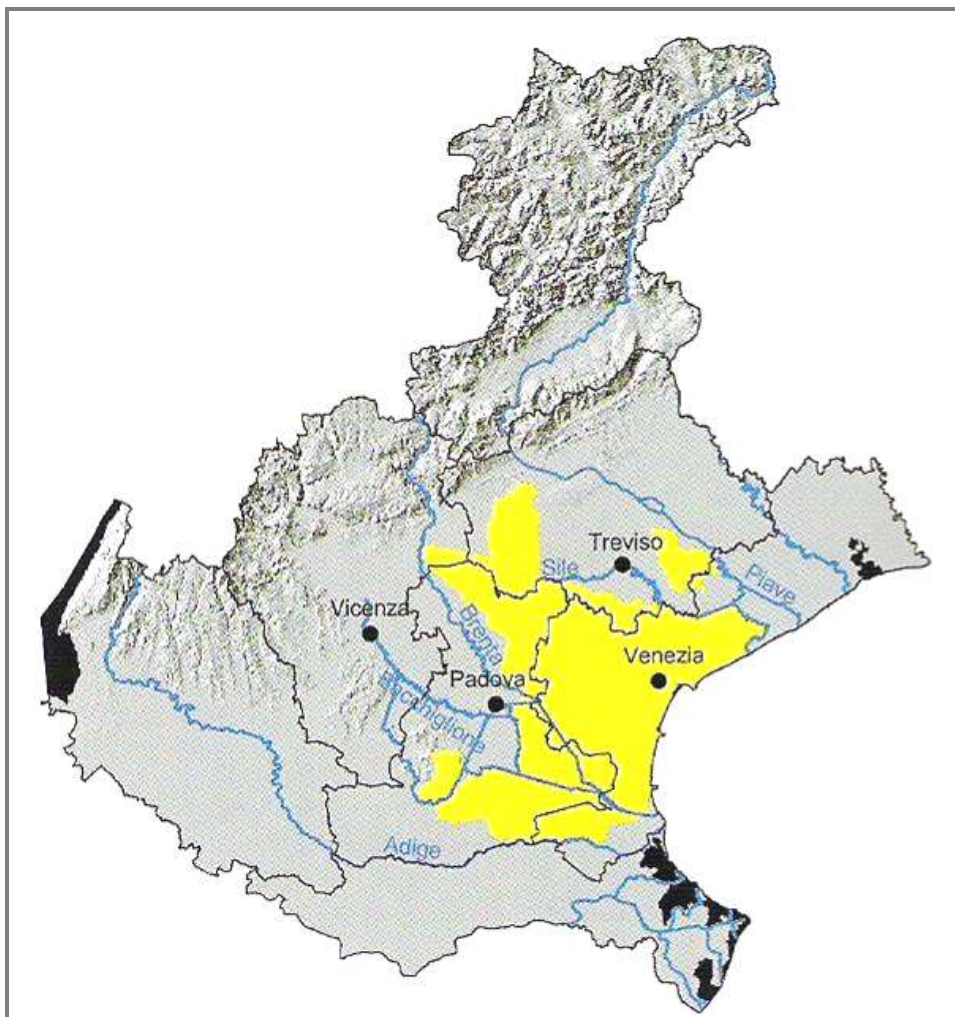 Treviso
Sile
Piave
Vicenza
Brenta
Venezia
Padova
Bacchiglione
Adige